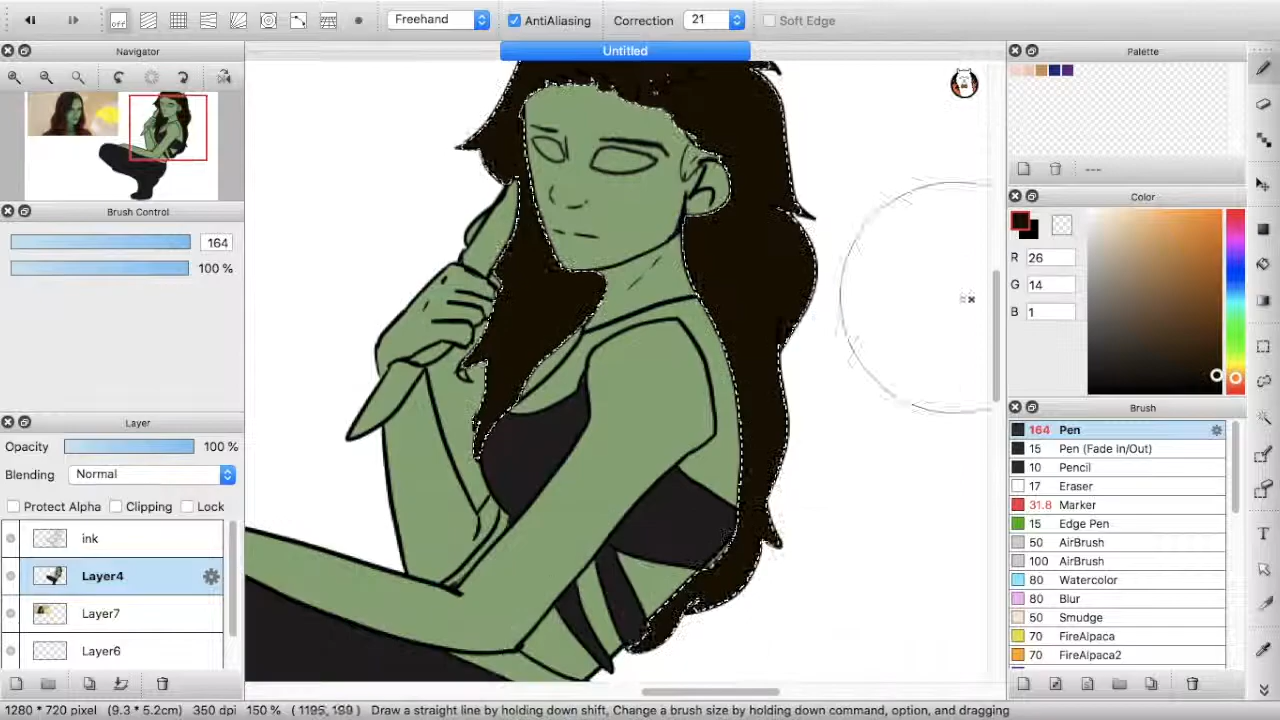 off
Freehand
AntiAliasing
Correction
21
Soft Edge
Navigator
Untitled
Palette
---
Brush Control
164
100 %
Color
R 26
G 14
B 1
Layer
Opacity 100 %
Blending Normal
Protect Alpha
Clipping
Lock
ink
Layer4
Layer7
Layer6
Brush
164 Pen
15 Pen (Fade In/Out)
10 Pencil
17 Eraser
31.8 Marker
15 Edge Pen
50 AirBrush
100 AirBrush
80 Watercolor
80 Blur
50 Smudge
70 FireAlpaca
70 FireAlpaca2
T
1280 * 720 pixel (9.3 * 5.2cm) 350 dpi 150 % ( 1195, 199 ) Draw a straight line by holding down shift, Change a brush size by holding down command, option, and dragging